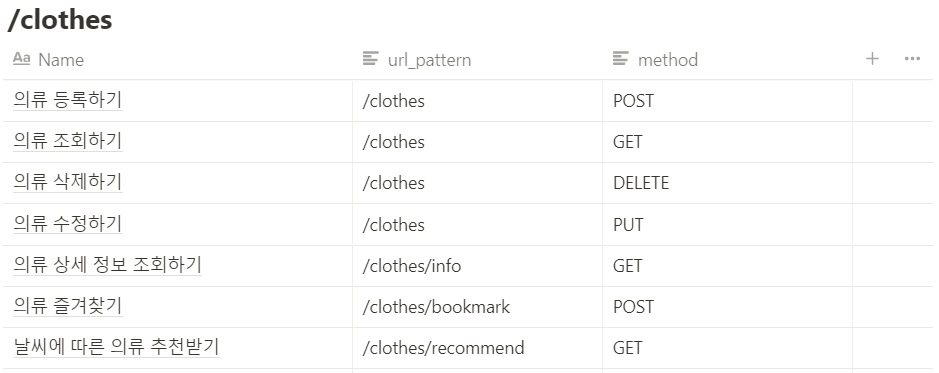 /clothes
Aa Name url_pattern method
의류 등록하기 /clothes POST
의류 조회하기 /clothes GET
의류 삭제하기 /clothes DELETE
의류 수정하기 /clothes PUT
의류 상세 정보 조회하기 /clothes/info GET
의류 즐겨찾기 /clothes/bookmark POST
날씨에 따른 의류 추천받기 /clothes/recommend GET